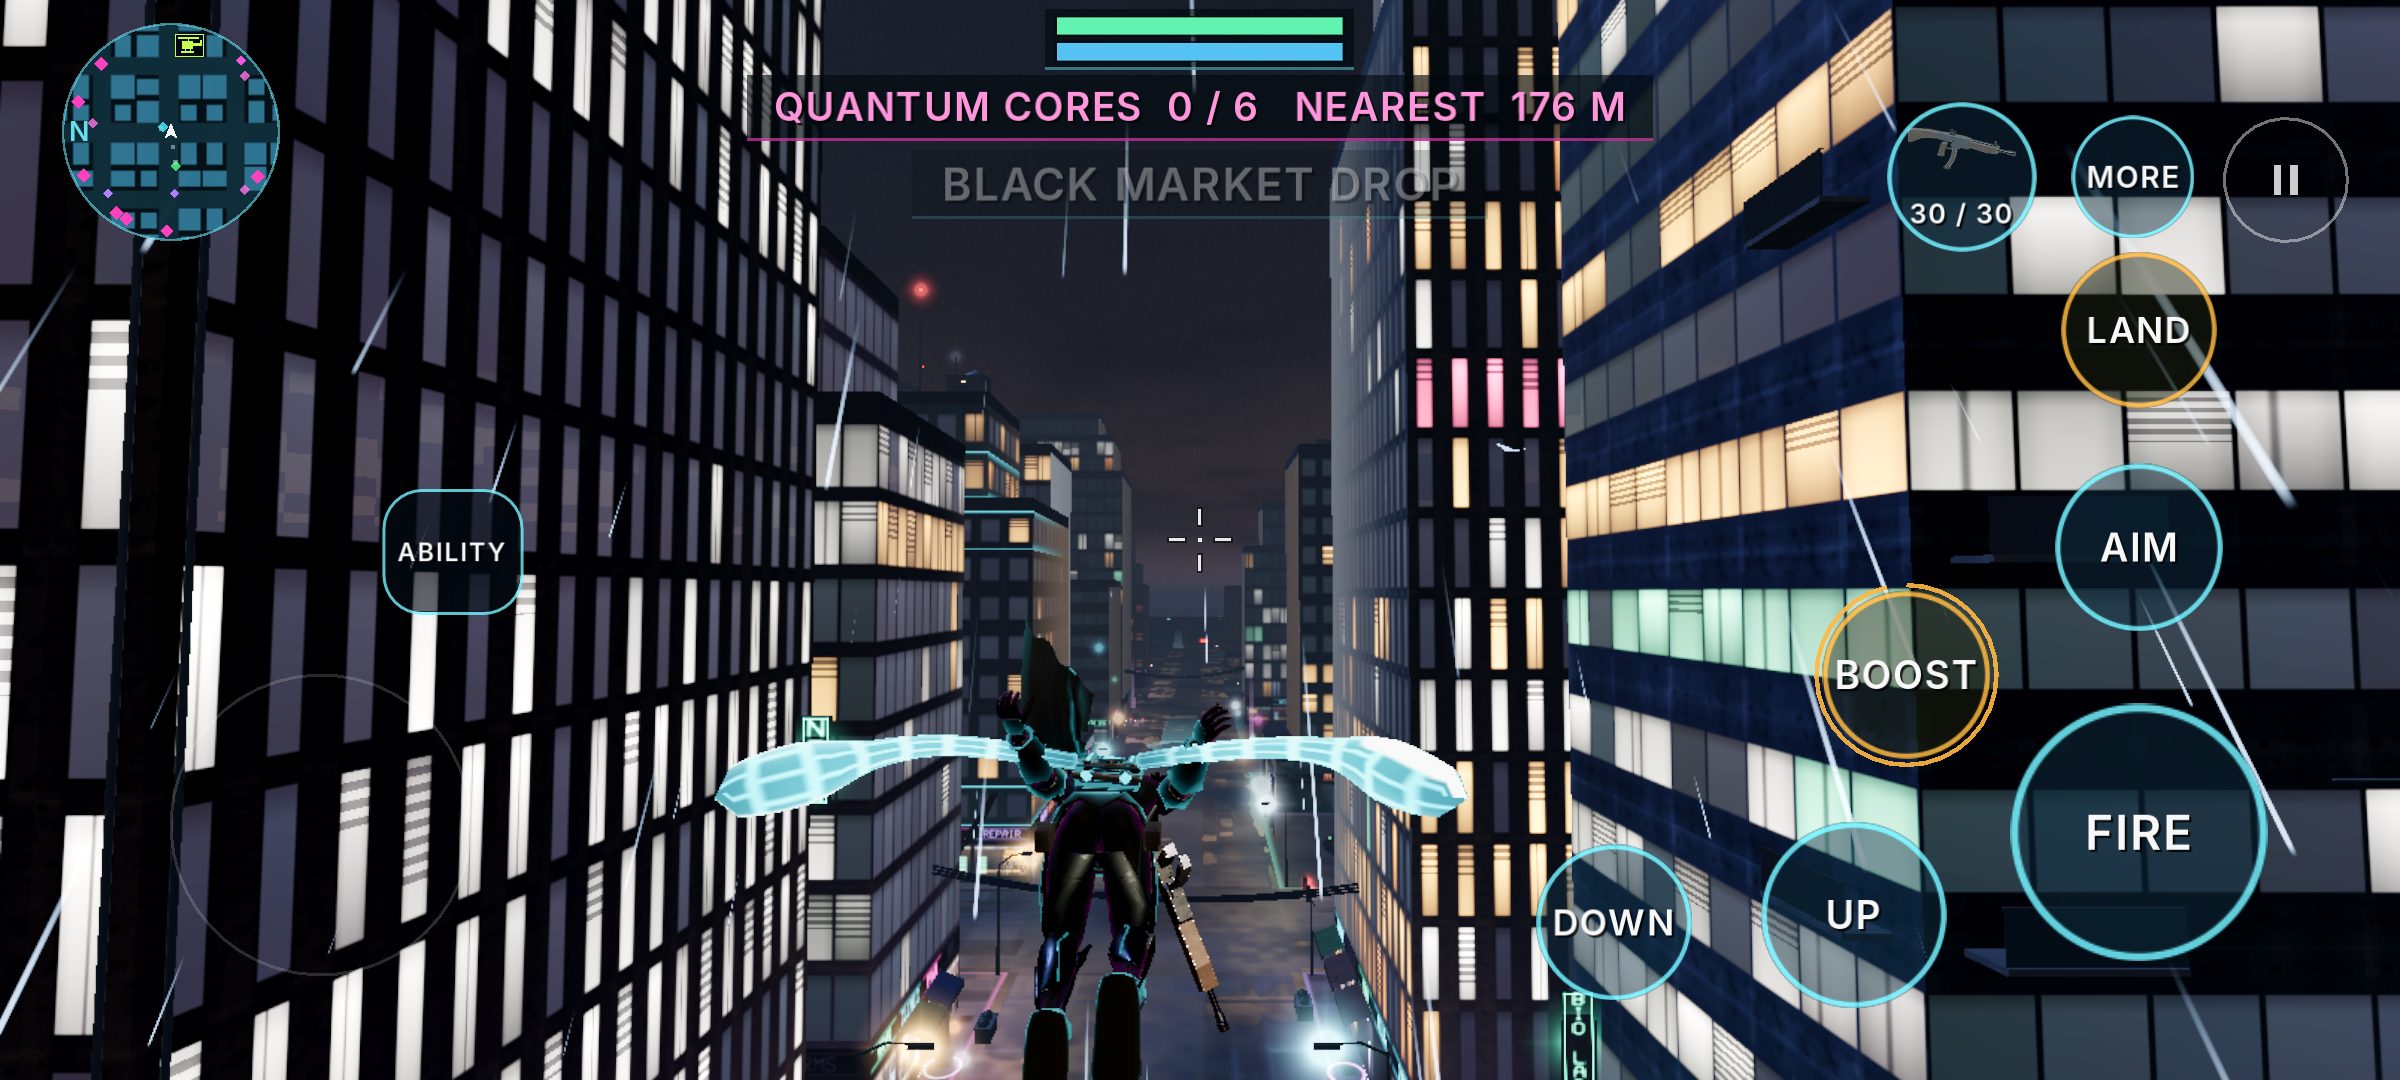 QUANTUM CORES 0 / 6 NEAREST 176 M
BLACK MARKET DROP
N
30 / 30
MORE
LAND
ABILITY
AIM
BOOST
N
REPAIR
FIRE
UP
DOWN
BIO